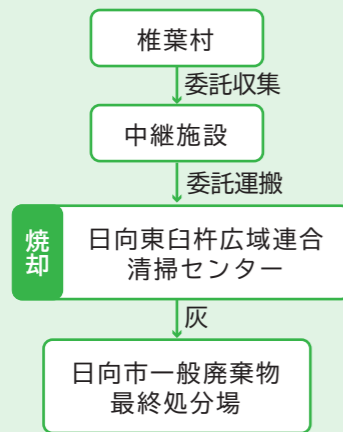 椎葉村
委託収集
中継施設
委託運搬
焼却
日向東臼杵広域連合
清掃センター
灰
日向市一般廃棄物
最終処分場